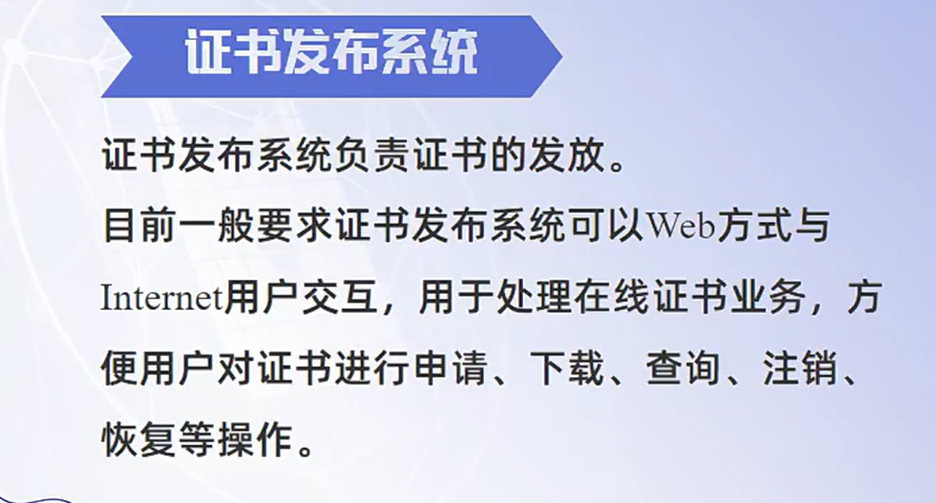 证书发布系统
证书发布系统负责证书的发放。
目前一般要求证书发布系统可以Web方式与
Internet用户交互，用于处理在线证书业务，方
便用户对证书进行申请、下载、查询、注销、
恢复等操作。